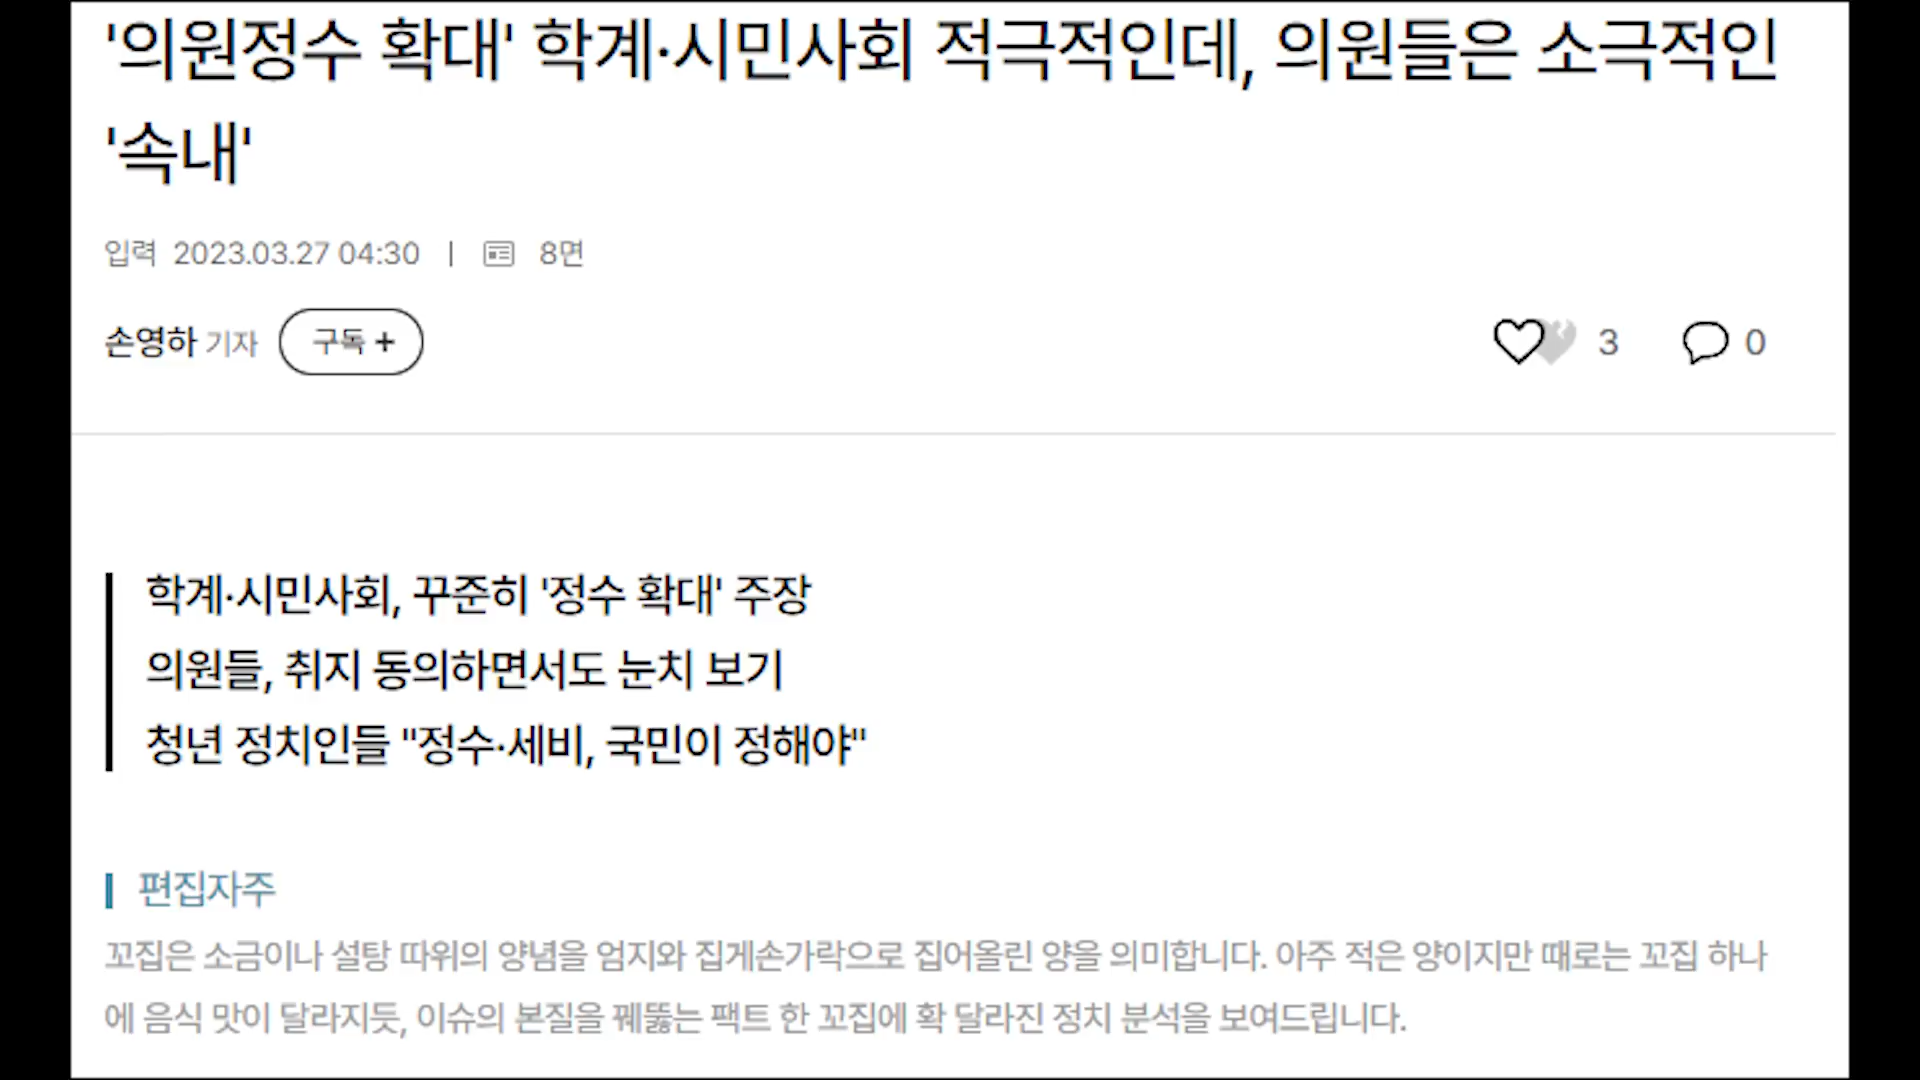 '의원정수 확대' 학계·시민사회 적극적인데, 의원들은 소극적인
'속내'
입력 2023.03.27 04:30 | 8면
손영하 기자 구독 + 3 0
학계·시민사회, 꾸준히 '정수 확대' 주장
의원들, 취지 동의하면서도 눈치 보기
청년 정치인들 "정수·세비, 국민이 정해야"
편집자주
꼬집은 소금이나 설탕 따위의 양념을 엄지와 집게손가락으로 집어올린 양을 의미합니다. 아주 적은 양이지만 때로는 꼬집 하나
에 음식 맛이 달라지듯, 이슈의 본질을 꿰뚫는 팩트 한 꼬집에 확 달라진 정치 분석을 보여드립니다.